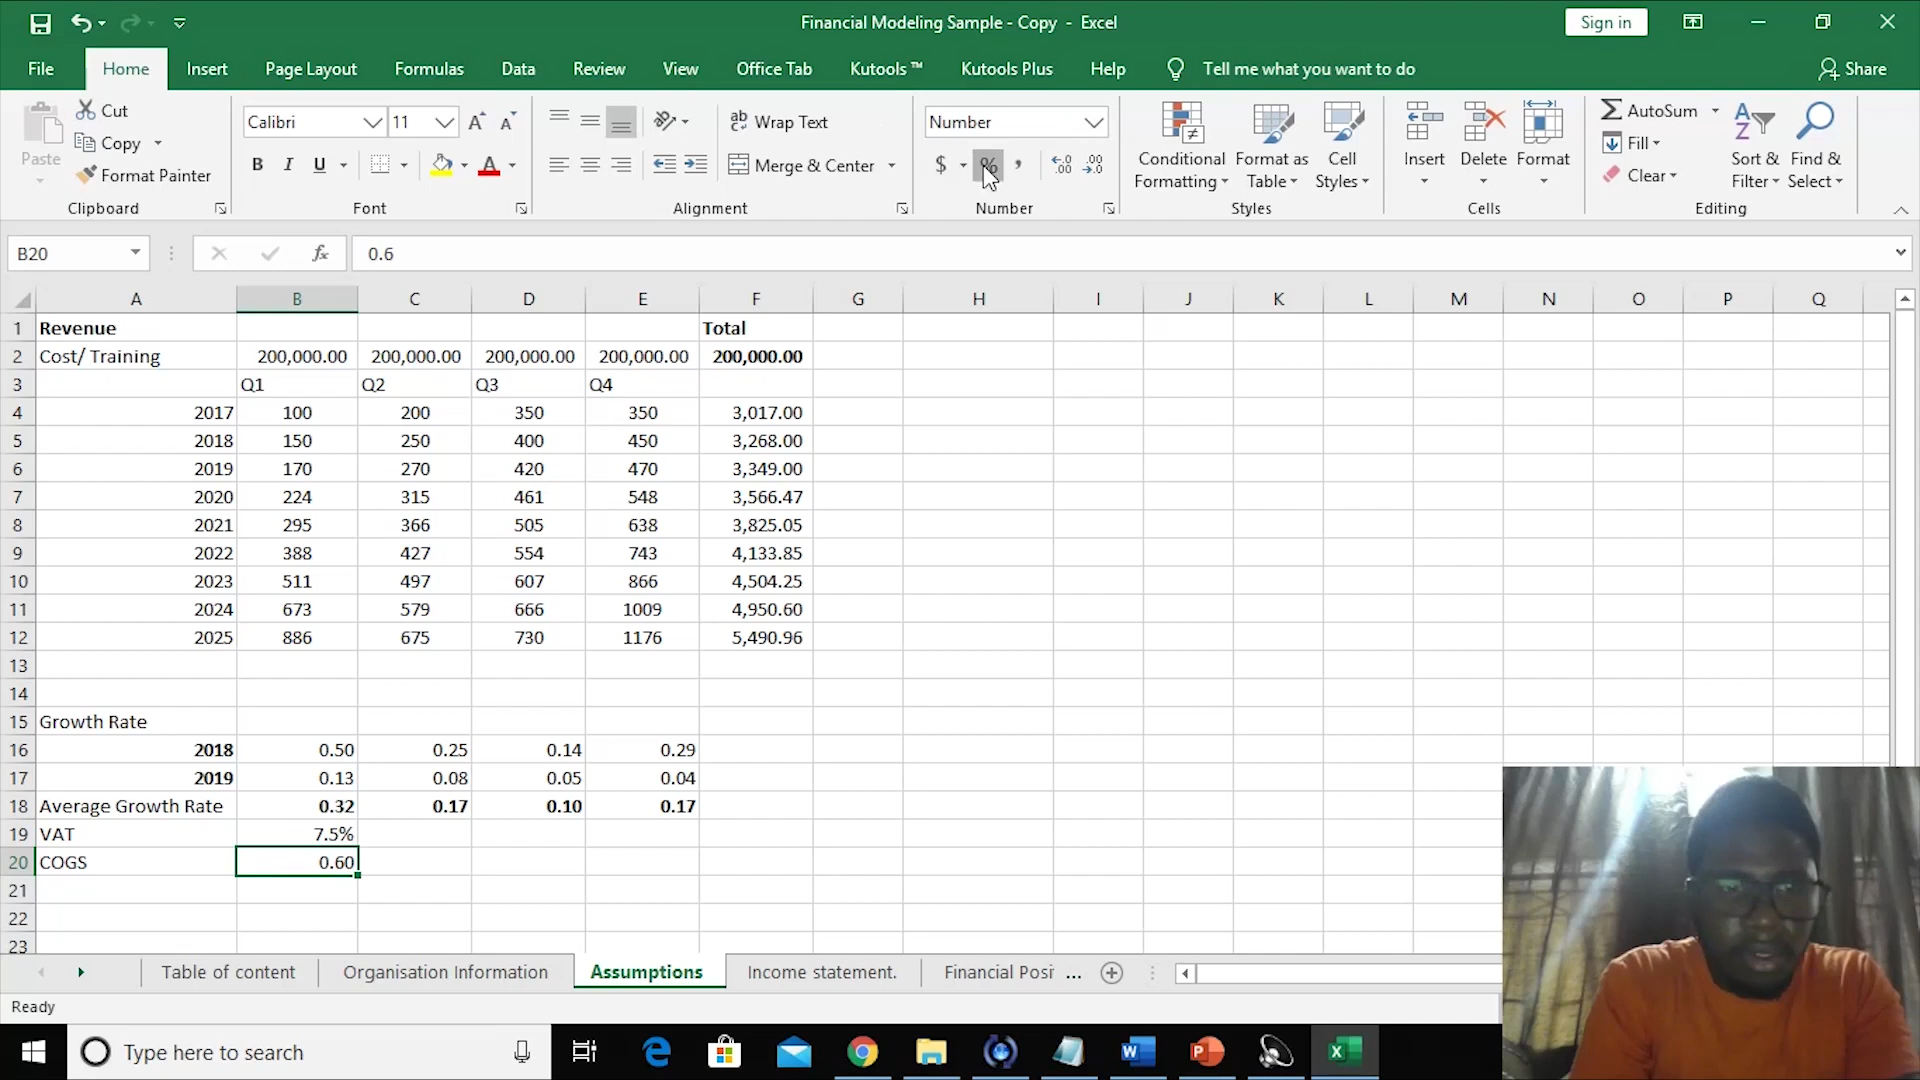 Financial Modeling Sample - Copy - Excel
Sign in
File Home Insert Page Layout Formulas Data Review View Office Tab Kutools ™ Kutools Plus Help Tell me what you want to do Share
Paste
Cut
Copy
Format Painter
Clipboard
Calibri 11
B I U
Font
Wrap Text
Merge & Center
Alignment
Number
$ % ,
Number
Conditional Formatting
Format as Table
Cell Styles
Styles
Insert
Delete
Format
Cells
AutoSum
Fill
Clear
Sort & Filter
Find & Select
Editing
B20 fx 0.6
A B C D E F G H I J K L M N O P Q
1 Revenue Total
2 Cost/ Training 200,000.00 200,000.00 200,000.00 200,000.00 200,000.00
3 Q1 Q2 Q3 Q4
4 2017 100 200 350 350 3,017.00
5 2018 150 250 400 450 3,268.00
6 2019 170 270 420 470 3,349.00
7 2020 224 315 461 548 3,566.47
8 2021 295 366 505 638 3,825.05
9 2022 388 427 554 743 4,133.85
10 2023 511 497 607 866 4,504.25
11 2024 673 579 666 1009 4,950.60
12 2025 886 675 730 1176 5,490.96
13
14
15 Growth Rate
16 2018 0.50 0.25 0.14 0.29
17 2019 0.13 0.08 0.05 0.04
18 Average Growth Rate 0.32 0.17 0.10 0.17
19 VAT 7.5%
20 COGS 0.60
21
22
23
Table of content Organisation Information Assumptions Income statement. Financial Posi ...
Ready
Type here to search